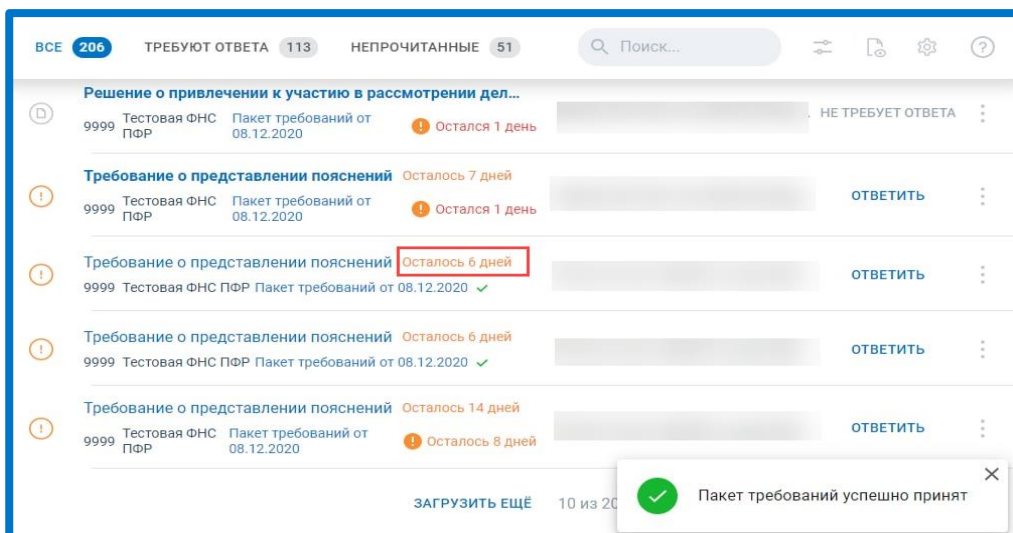 ВСЕ 206 ТРЕБУЮТ ОТВЕТА 113 НЕПРОЧИТАННЫЕ 51 Поиск... ?
Решение о привлечении к участию в рассмотрении дел...
9999 Тестовая ФНС ПФР Пакет требований от 08.12.2020 ! Остался 1 день НЕ ТРЕБУЕТ ОТВЕТА
Требование о представлении пояснений Осталось 7 дней
9999 Тестовая ФНС ПФР Пакет требований от 08.12.2020 ! Остался 1 день ОТВЕТИТЬ
Требование о представлении пояснений Осталось 6 дней
9999 Тестовая ФНС ПФР Пакет требований от 08.12.2020 ОТВЕТИТЬ
Требование о представлении пояснений Осталось 6 дней
9999 Тестовая ФНС ПФР Пакет требований от 08.12.2020 ОТВЕТИТЬ
Требование о представлении пояснений Осталось 14 дней
9999 Тестовая ФНС ПФР Пакет требований от 08.12.2020 ! Осталось 8 дней ОТВЕТИТЬ
ЗАГРУЗИТЬ ЕЩЁ 10 из
Пакет требований успешно принят